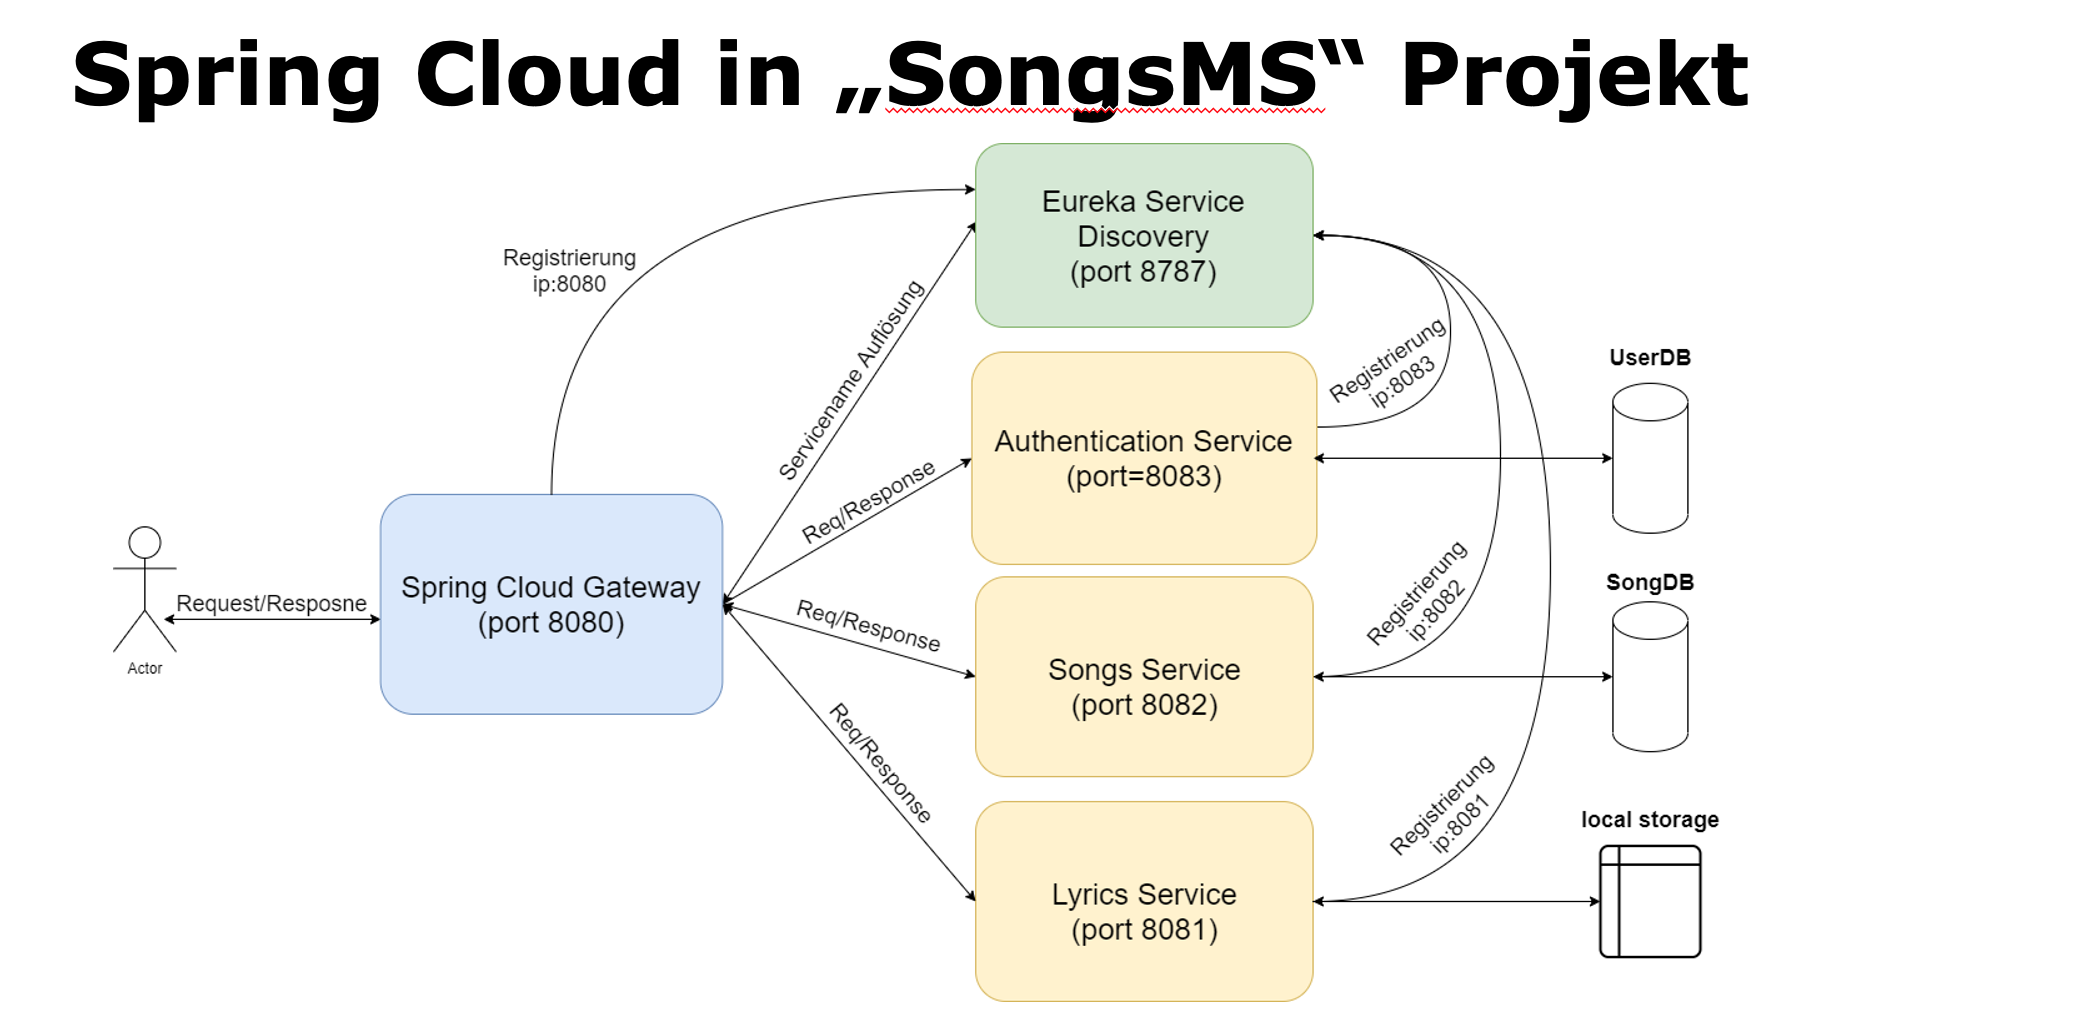 Spring Cloud in „SongsMS“ Projekt
Eureka Service
Discovery
(port 8787)
Registrierung
ip:8080
Servicename Auflösung
Registrierung
ip:8083
UserDB
Authentication Service
(port=8083)
Req/Response
Spring Cloud Gateway
(port 8080)
Request/Resposne
Actor
Req/Response
Registrierung
ip:8082
SongDB
Songs Service
(port 8082)
Req/Response
Registrierung
ip:8081
local storage
Lyrics Service
(port 8081)